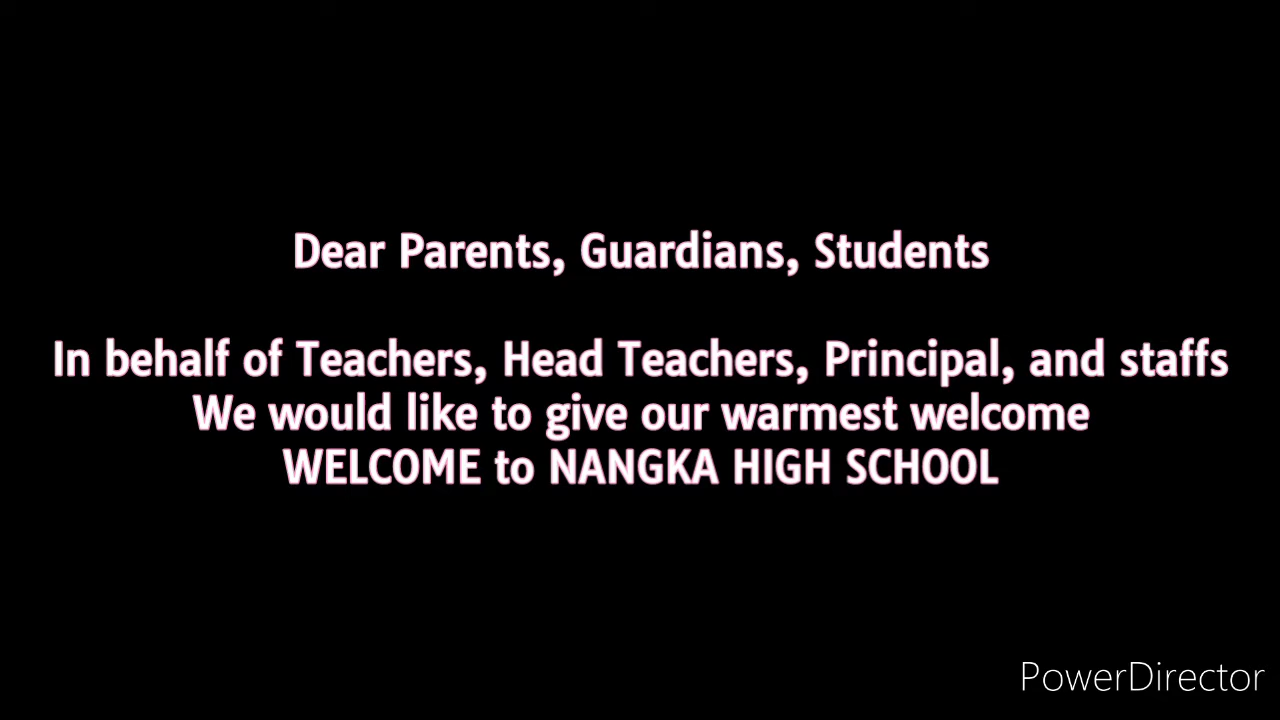 Dear Parents, Guardians, Students
In behalf of Teachers, Head Teachers, Principal, and staffs
We would like to give our warmest welcome
WELCOME to NANGKA HIGH SCHOOL
PowerDirector